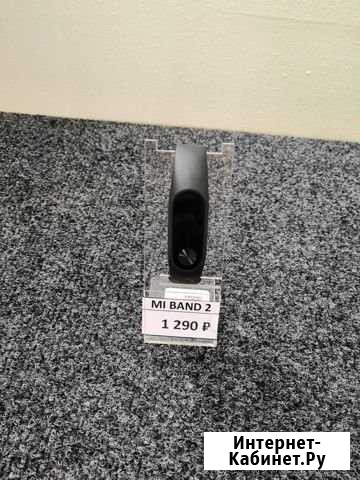 MI BAND 2
1 290 ₽
Интернет-
Кабинет.Ру